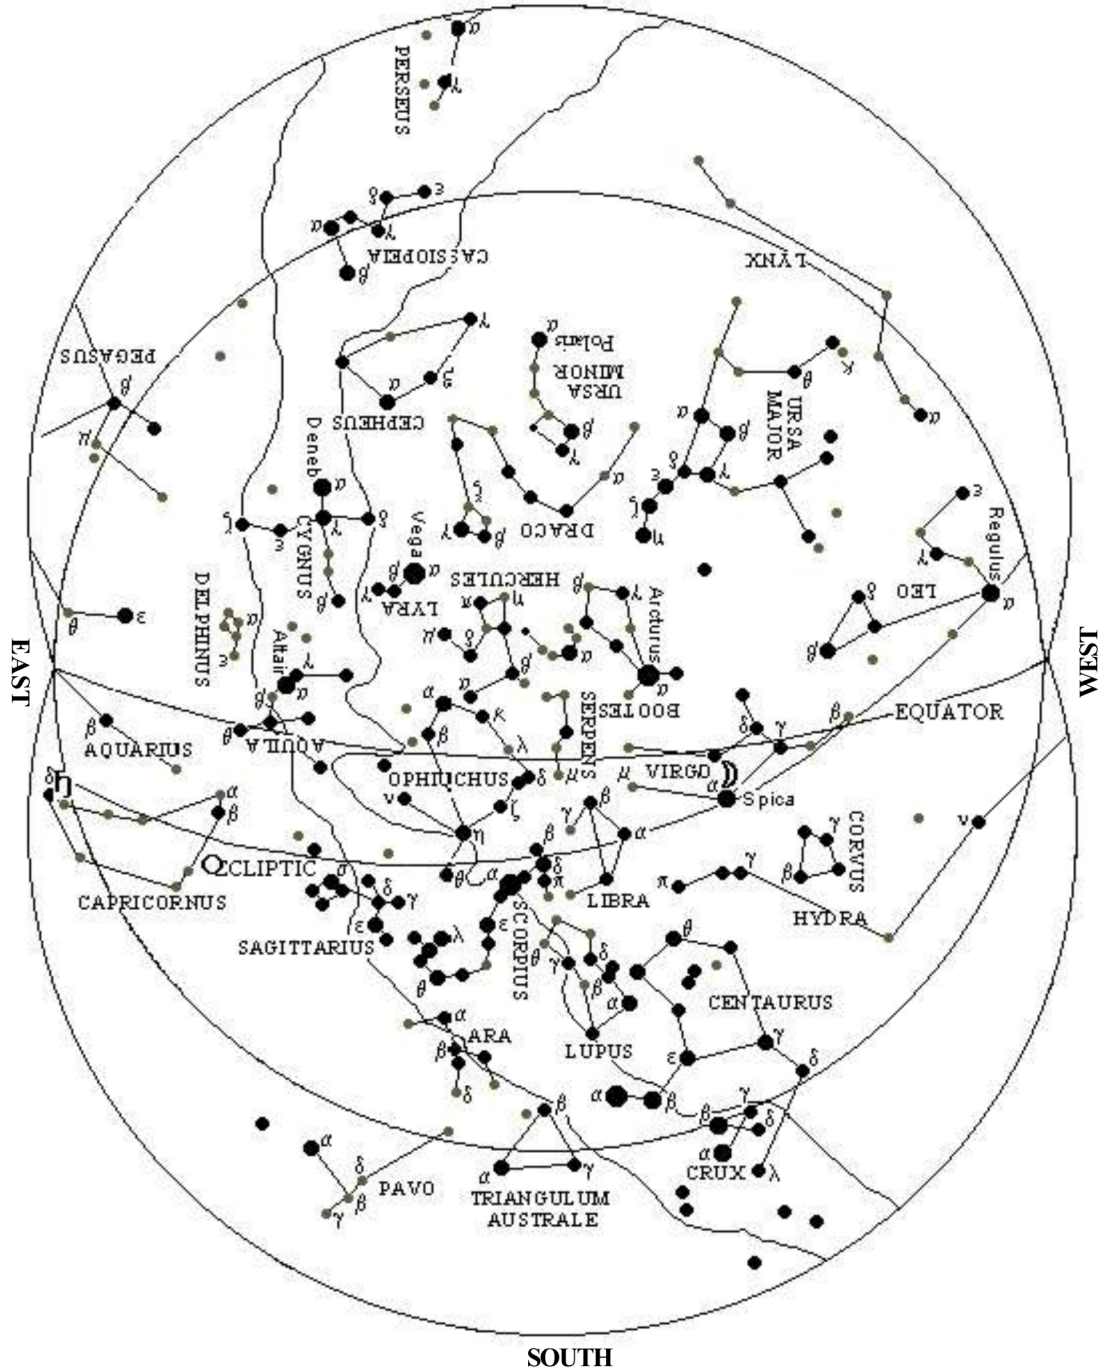 α
γ
PERSEUS
δ
ε
α
γ
CASSIOPEIA
β
LYNX
PEGASUS
β
μ
γ
α
ζ
CEPHEUS
α
Polaris
URSA
MINOR
β
γ
κ
θ
α
β
URSA
MAJOR
α
δ
γ
ε
ζ
η
Deneb
α
ζ
ε
γ
δ
CYGNUS
β
α
ξ
γ
β
DRACO
ε
γ
Regulus
α
LEO
δ
β
Vega
α
β
γ
LYRA
HERCULES
π
η
μ
δ
β
α
β
γ
Arcturus
α
BOOTES
DELPHINUS
α
ε
θ
ε
EAST
WEST
Altair
γ
α
β
θ
AQUILA
α
κ
β
λ
OPHIUCHUS
δ
ν
ζ
η
θ
SERPENS
μ
μ
VIRGO
δ
γ
β
α
Spica
EQUATOR
β
AQUARIUS
δ
α
β
CAPRICORNUS
ECLIPTIC
σ
δ
γ
ε
SAGITTARIUS
β
δ
π
α
ε
λ
θ
SCORPIUS
β
γ
α
LIBRA
γ
β
CORVUS
ν
π
γ
HYDRA
θ
γ
δ
β
α
LUPUS
θ
CENTAURUS
γ
ε
δ
α
β
α
ARA
β
δ
γ
β
δ
α
CRUX
λ
β
α
γ
TRIANGULUM
AUSTRALE
α
δ
β
γ
PAVO
SOUTH